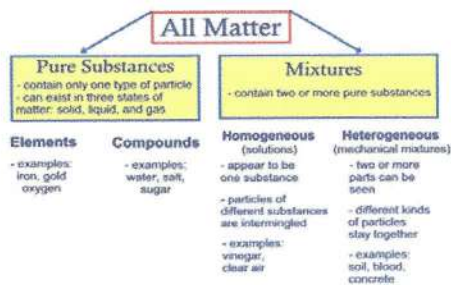 All Matter
Pure Substances
- contain only one type of particle
- can exist in three states of
matter: solid, liquid, and gas
Mixtures
- contain two or more pure substances
Elements
- examples:
iron, gold
oxygen
Compounds
- examples:
water, salt,
sugar
Homogeneous
(solutions)
- appear to be
one substance
- particles of
different substances
are intermingled
- examples:
vinegar,
clear air
Heterogeneous
(mechanical mixtures)
- two or more
parts can be
seen
- different kinds
of particles
stay together
- examples:
soil, blood,
concrete